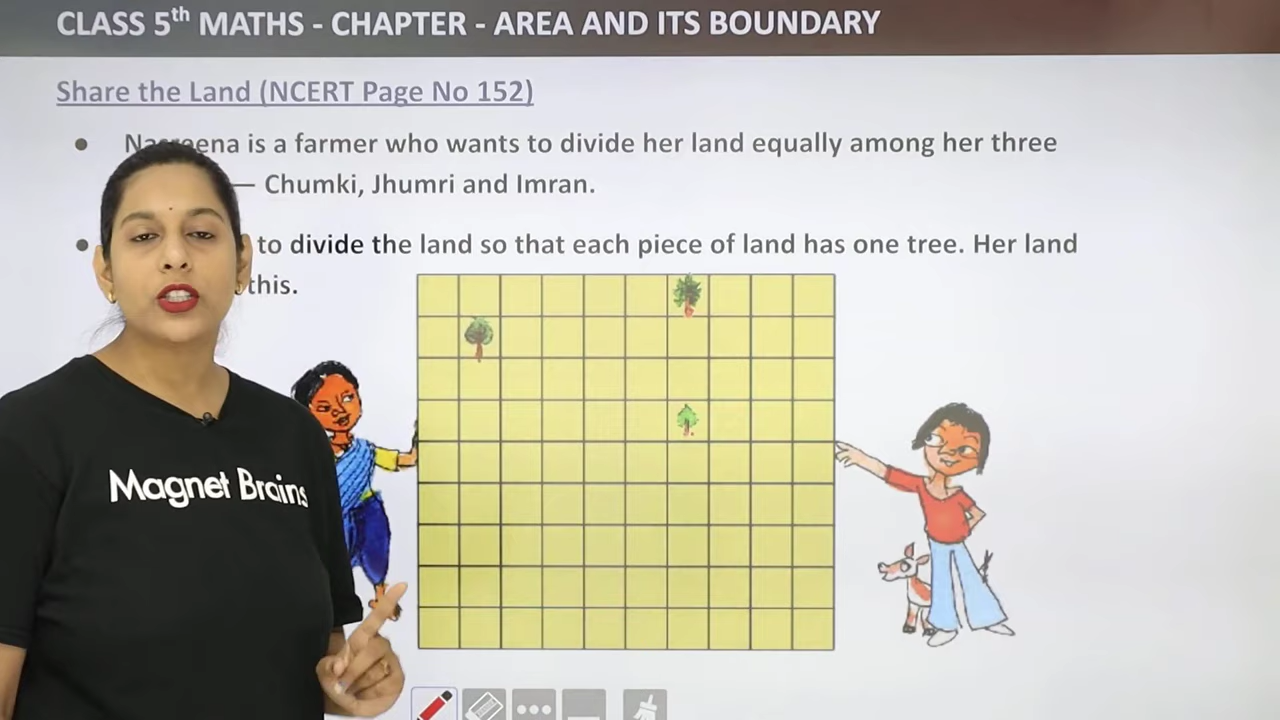 CLASS 5th MATHS - CHAPTER - AREA AND ITS BOUNDARY
Share the Land (NCERT Page No 152)
• Nasreena is a farmer who wants to divide her land equally among her three
— Chumki, Jhumri and Imran.
• to divide the land so that each piece of land has one tree. Her land
this.
Magnet Brains